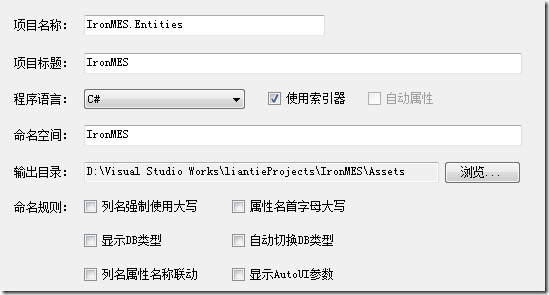 项目名称： IronMES.Entities
项目标题： IronMES
程序语言： C# 使用索引器 自动属性
命名空间： IronMES
输出目录： D:\Visual Studio Works\liantieProjects\IronMES\Assets 浏览...
命名规则： 列名强制使用大写 属性名首字母大写
显示DB类型 自动切换DB类型
列名属性名称联动 显示AutoUI参数